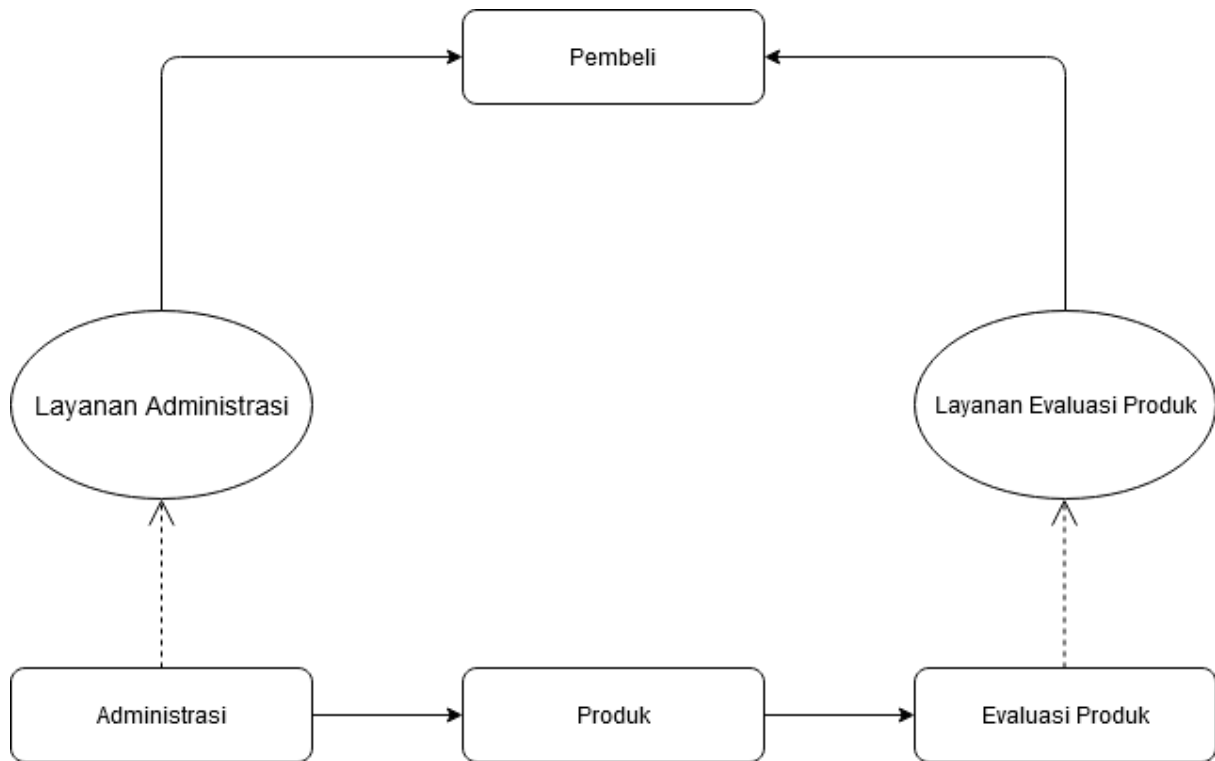 Pembeli
Layanan Administrasi
Layanan Evaluasi Produk
Administrasi
Produk
Evaluasi Produk